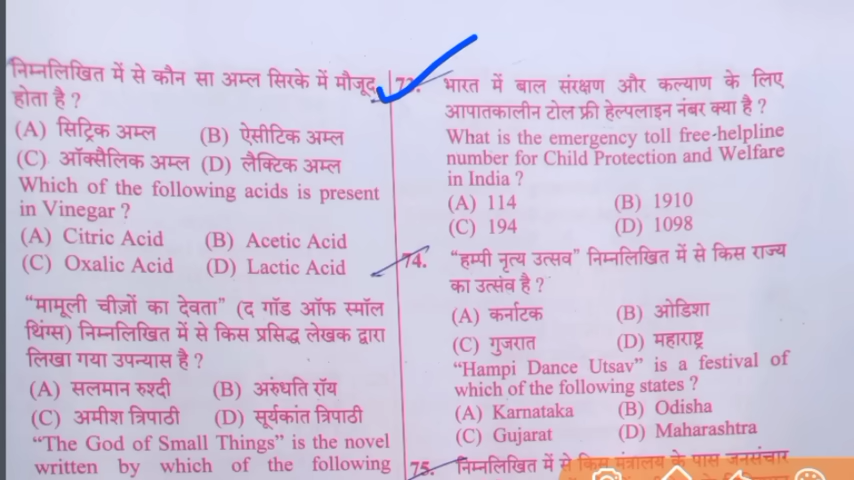 निम्नलिखित में से कौन सा अम्ल सिरके में मौजूद
होता है ?
(A) सिट्रिक अम्ल (B) ऐसीटिक अम्ल
(C) ऑक्सैलिक अम्ल (D) लैक्टिक अम्ल
Which of the following acids is present
in Vinegar ?
(A) Citric Acid (B) Acetic Acid
(C) Oxalic Acid (D) Lactic Acid
“मामूली चीज़ों का देवता” (द गॉड ऑफ स्मॉल
थिंग्स) निम्नलिखित में से किस प्रसिद्ध लेखक द्वारा
लिखा गया उपन्यास है ?
(A) सलमान रुश्दी (B) अरुंधति रॉय
(C) अमीश त्रिपाठी (D) सूर्यकांत त्रिपाठी
“The God of Small Things” is the novel
written by which of the following
73. भारत में बाल संरक्षण और कल्याण के लिए
आपातकालीन टोल फ्री हेल्पलाइन नंबर क्या है ?
What is the emergency toll free-helpline
number for Child Protection and Welfare
in India ?
(A) 114 (B) 1910
(C) 194 (D) 1098
74. “हम्पी नृत्य उत्सव” निम्नलिखित में से किस राज्य
का उत्संव है ?
(A) कर्नाटक (B) ओडिशा
(C) गुजरात (D) महाराष्ट्र
“Hampi Dance Utsav” is a festival of
which of the following states ?
(A) Karnataka (B) Odisha
(C) Gujarat (D) Maharashtra
75. निम्नलिखित में से किस मंत्रालय के पास जनसंचार